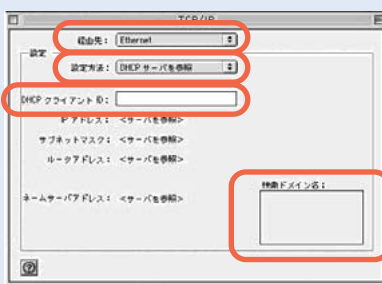 TCP/IP
経由先： Ethernet
設定
設定方法： DHCP サーバを参照
DHCP クライアント ID：
IP アドレス： <サーバを参照>
サブネットマスク： <サーバを参照>
ルータアドレス： <サーバを参照>
ネームサーバアドレス： <サーバを参照>
検索ドメイン名：
?